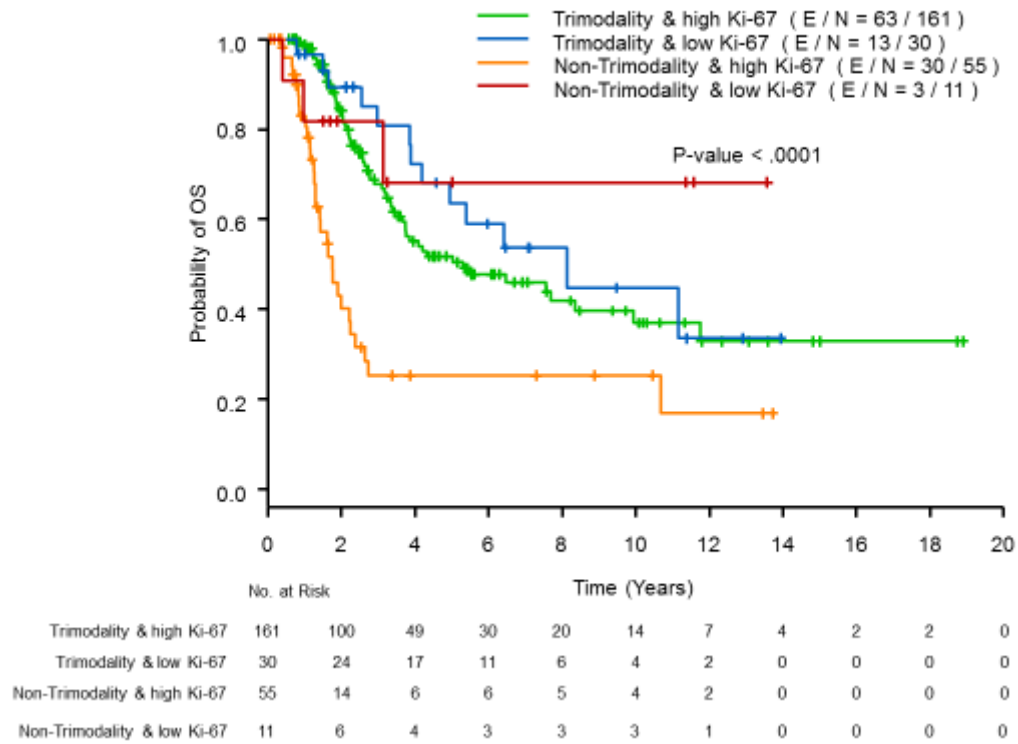 Trimodality & high Ki-67 ( E / N = 63 / 161 )
Trimodality & low Ki-67 ( E / N = 13 / 30 )
Non-Trimodality & high Ki-67 ( E / N = 30 / 55 )
Non-Trimodality & low Ki-67 ( E / N = 3 / 11 )
P-value < .0001
Probability of OS
1.0
0.8
0.6
0.4
0.2
0.0
0 2 4 6 8 10 12 14 16 18 20
No. at Risk
Time (Years)
Trimodality & high Ki-67 161 100 49 30 20 14 7 4 2 2 0
Trimodality & low Ki-67 30 24 17 11 6 4 2 0 0 0 0
Non-Trimodality & high Ki-67 55 14 6 6 5 4 2 0 0 0 0
Non-Trimodality & low Ki-67 11 6 4 3 3 3 1 0 0 0 0